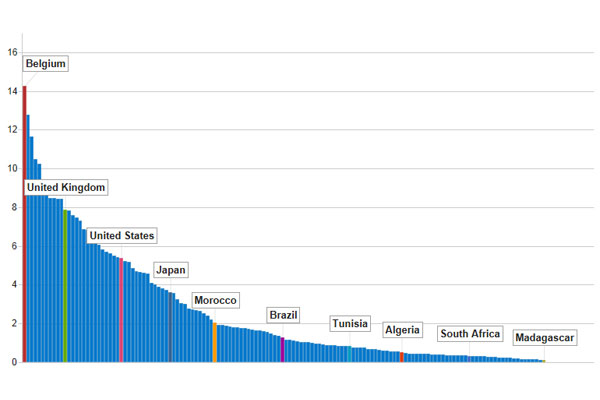 16
Belgium
14
12
10
United Kingdom
8
United States
6
Japan
4
Morocco
Brazil
Tunisia
2
Algeria
South Africa
Madagascar
0